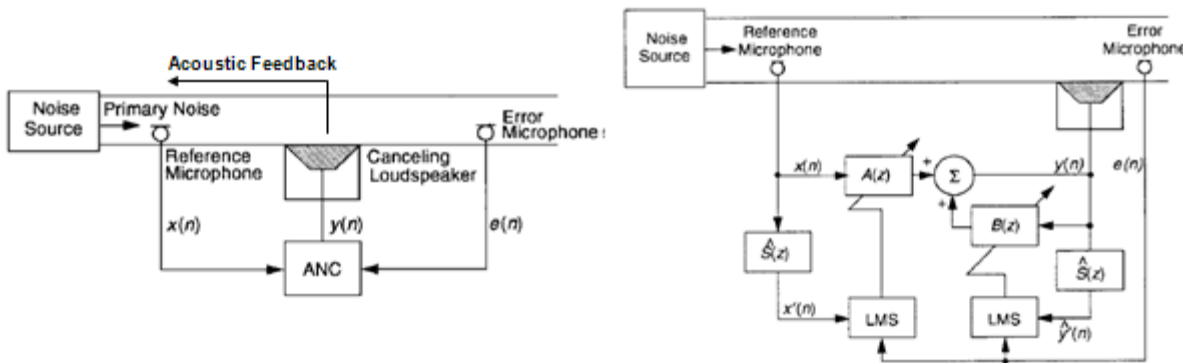 Acoustic Feedback
Noise
Source
Primary Noise
Reference
Microphone
Canceling
Loudspeaker
Error
Microphone
x(n)
y(n)
e(n)
ANC
Noise
Source
Reference
Microphone
Error
Microphone
x(n)
A(z)
+
Σ
+
y(n)
e(n)
B(z)
Ŝ(z)
Ŝ(z)
x'(n)
LMS
LMS
ŷ'(n)